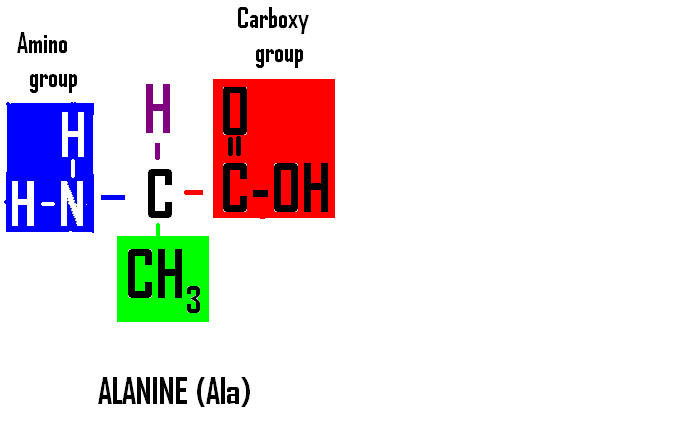 Carboxy
group
Amino
group
H
H
O
=
H-N - C - C-OH
CH3
ALANINE (Ala)